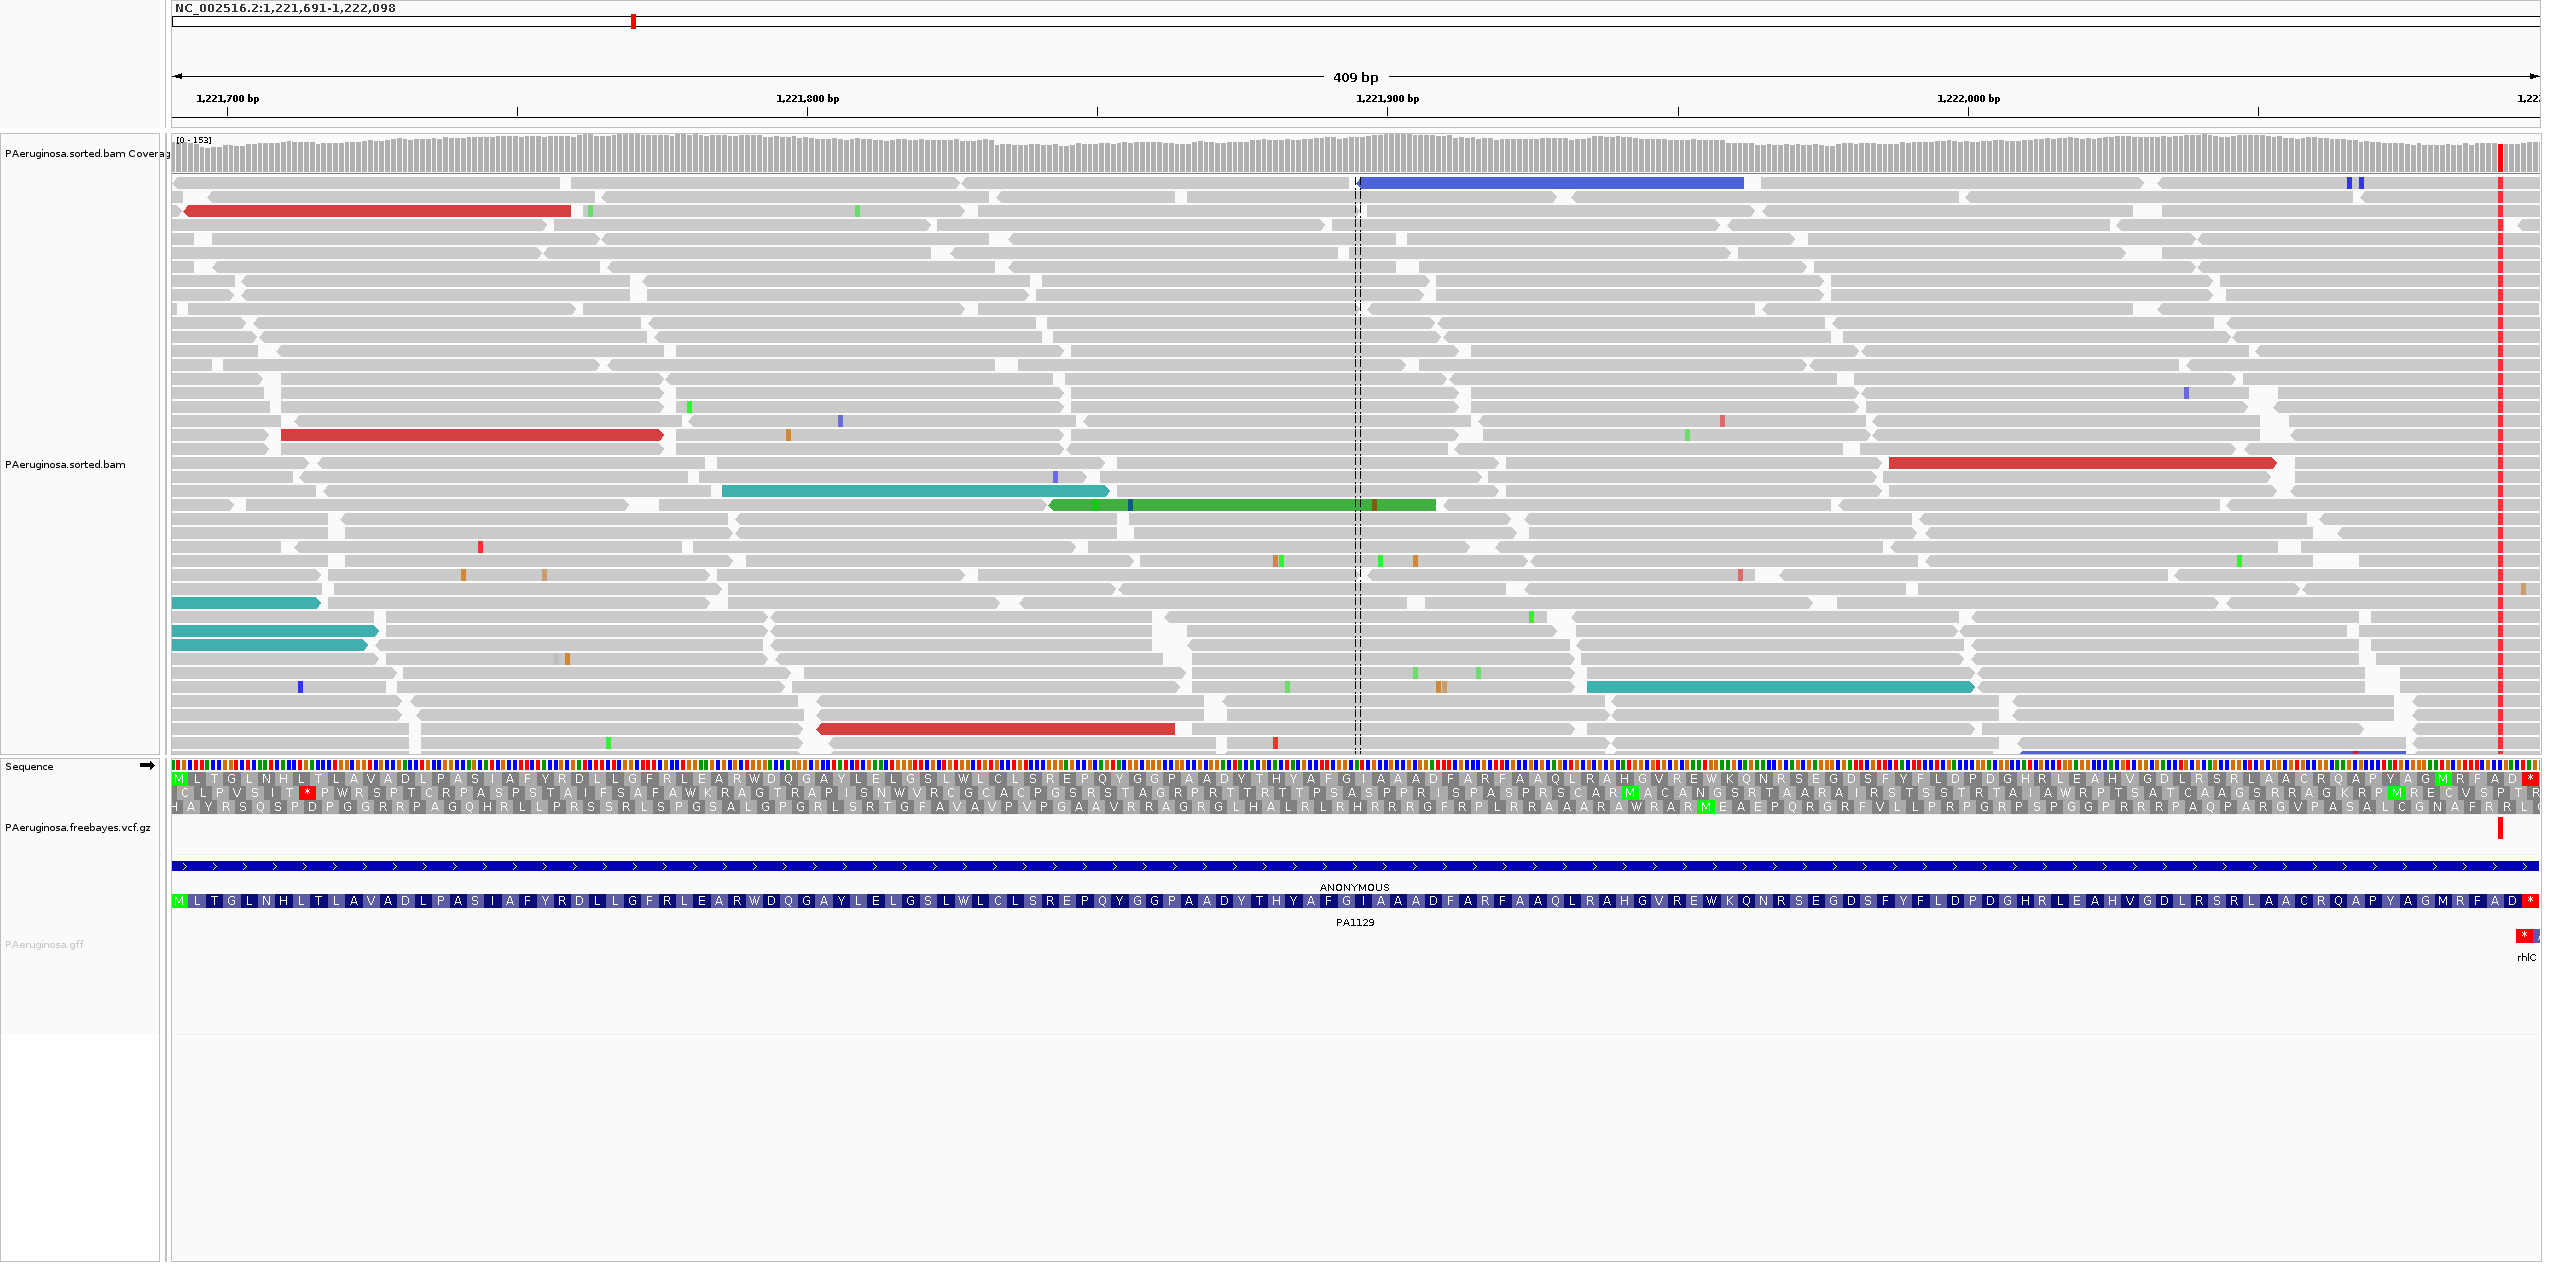 NC_002516.2:1,221,691-1,222,098
409 bp
1,221,700 bp 1,221,800 bp 1,221,900 bp 1,222,000 bp 1,222
PAeruginosa.sorted.bam Coverag
[0 - 153]
PAeruginosa.sorted.bam
Sequence
M L T G L N H L T L A V A D L P A S I A F Y R D L L G F R L E A R W D Q G A Y L E L G S L W L C L S R E P Q Y G G P A A D Y T H Y A F G I A A A D F A R F A A Q L R A H G V R E W K Q N R S E G D S F Y F L D P D G H R L E A H V G D L R S R L A A C R Q A P Y A G M R F A D *
C L P V S I T * P W R S P T C R P A S P S T A I F S A F A W K R A G T R A P I S N W V R C G C A C P G S R S T A G R P R T T R T T P S A S P P R I S P A S P R S C A R M A C A N G S R T A A R A I R S T S S T R T A I A W R P T S A T C A A G S R R A G K R P M R E C V S P T R
H A Y R S Q S P D P G G R R P A G Q H R L L P R S S R L S P G S A L G P G R L S R T G F A V A V P V P G A A V R R A G R G L H A L R L R H R R R G F R P L R R A A A R A W R A R M E A E P Q R G R F V L L P R P G R P S P G G P R R R P A Q P A R G V P A S A L C G N A F R R L
PAeruginosa.freebayes.vcf.gz
ANONYMOUS
M L T G L N H L T L A V A D L P A S I A F Y R D L L G F R L E A R W D Q G A Y L E L G S L W L C L S R E P Q Y G G P A A D Y T H Y A F G I A A A D F A R F A A Q L R A H G V R E W K Q N R S E G D S F Y F L D P D G H R L E A H V G D L R S R L A A C R Q A P Y A G M R F A D *
PA1129
PAeruginosa.gff
*
rhlC